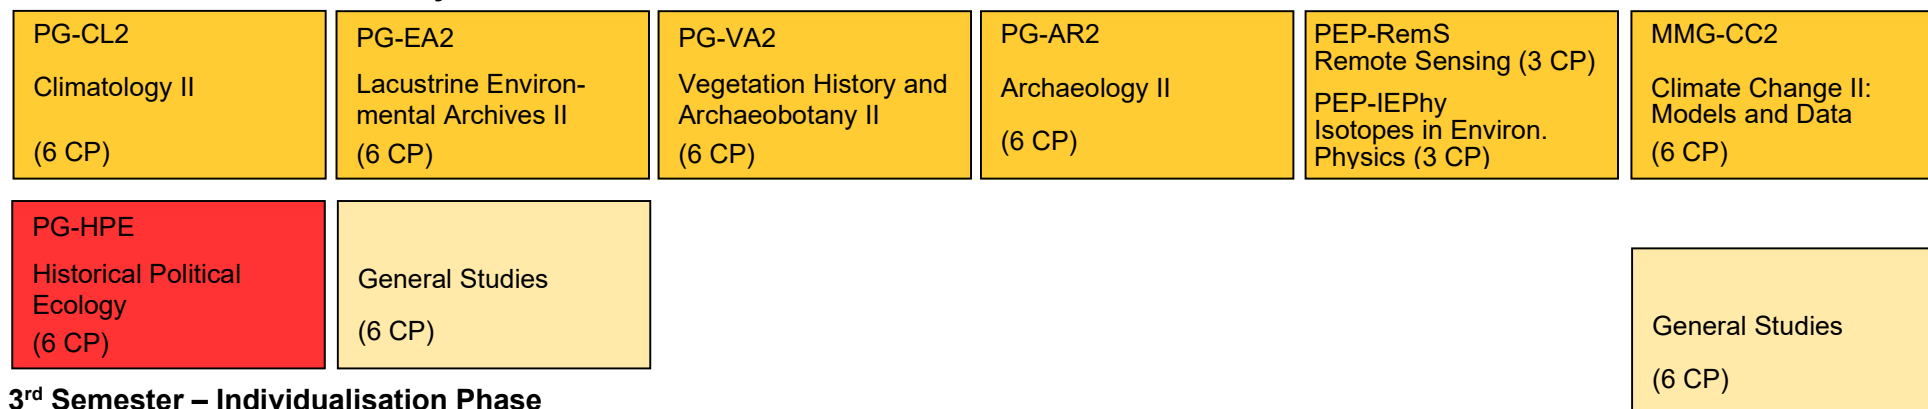 PG-CL2
Climatology II
(6 CP)
PG-EA2
Lacustrine Environ-
mental Archives II
(6 CP)
PG-VA2
Vegetation History and
Archaeobotany II
(6 CP)
PG-AR2
Archaeology II
(6 CP)
PEP-RemS
Remote Sensing (3 CP)
PEP-IEPhy
Isotopes in Environ.
Physics (3 CP)
MMG-CC2
Climate Change II:
Models and Data
(6 CP)
PG-HPE
Historical Political
Ecology
(6 CP)
General Studies
(6 CP)
General Studies
(6 CP)
3rd Semester – Individualisation Phase